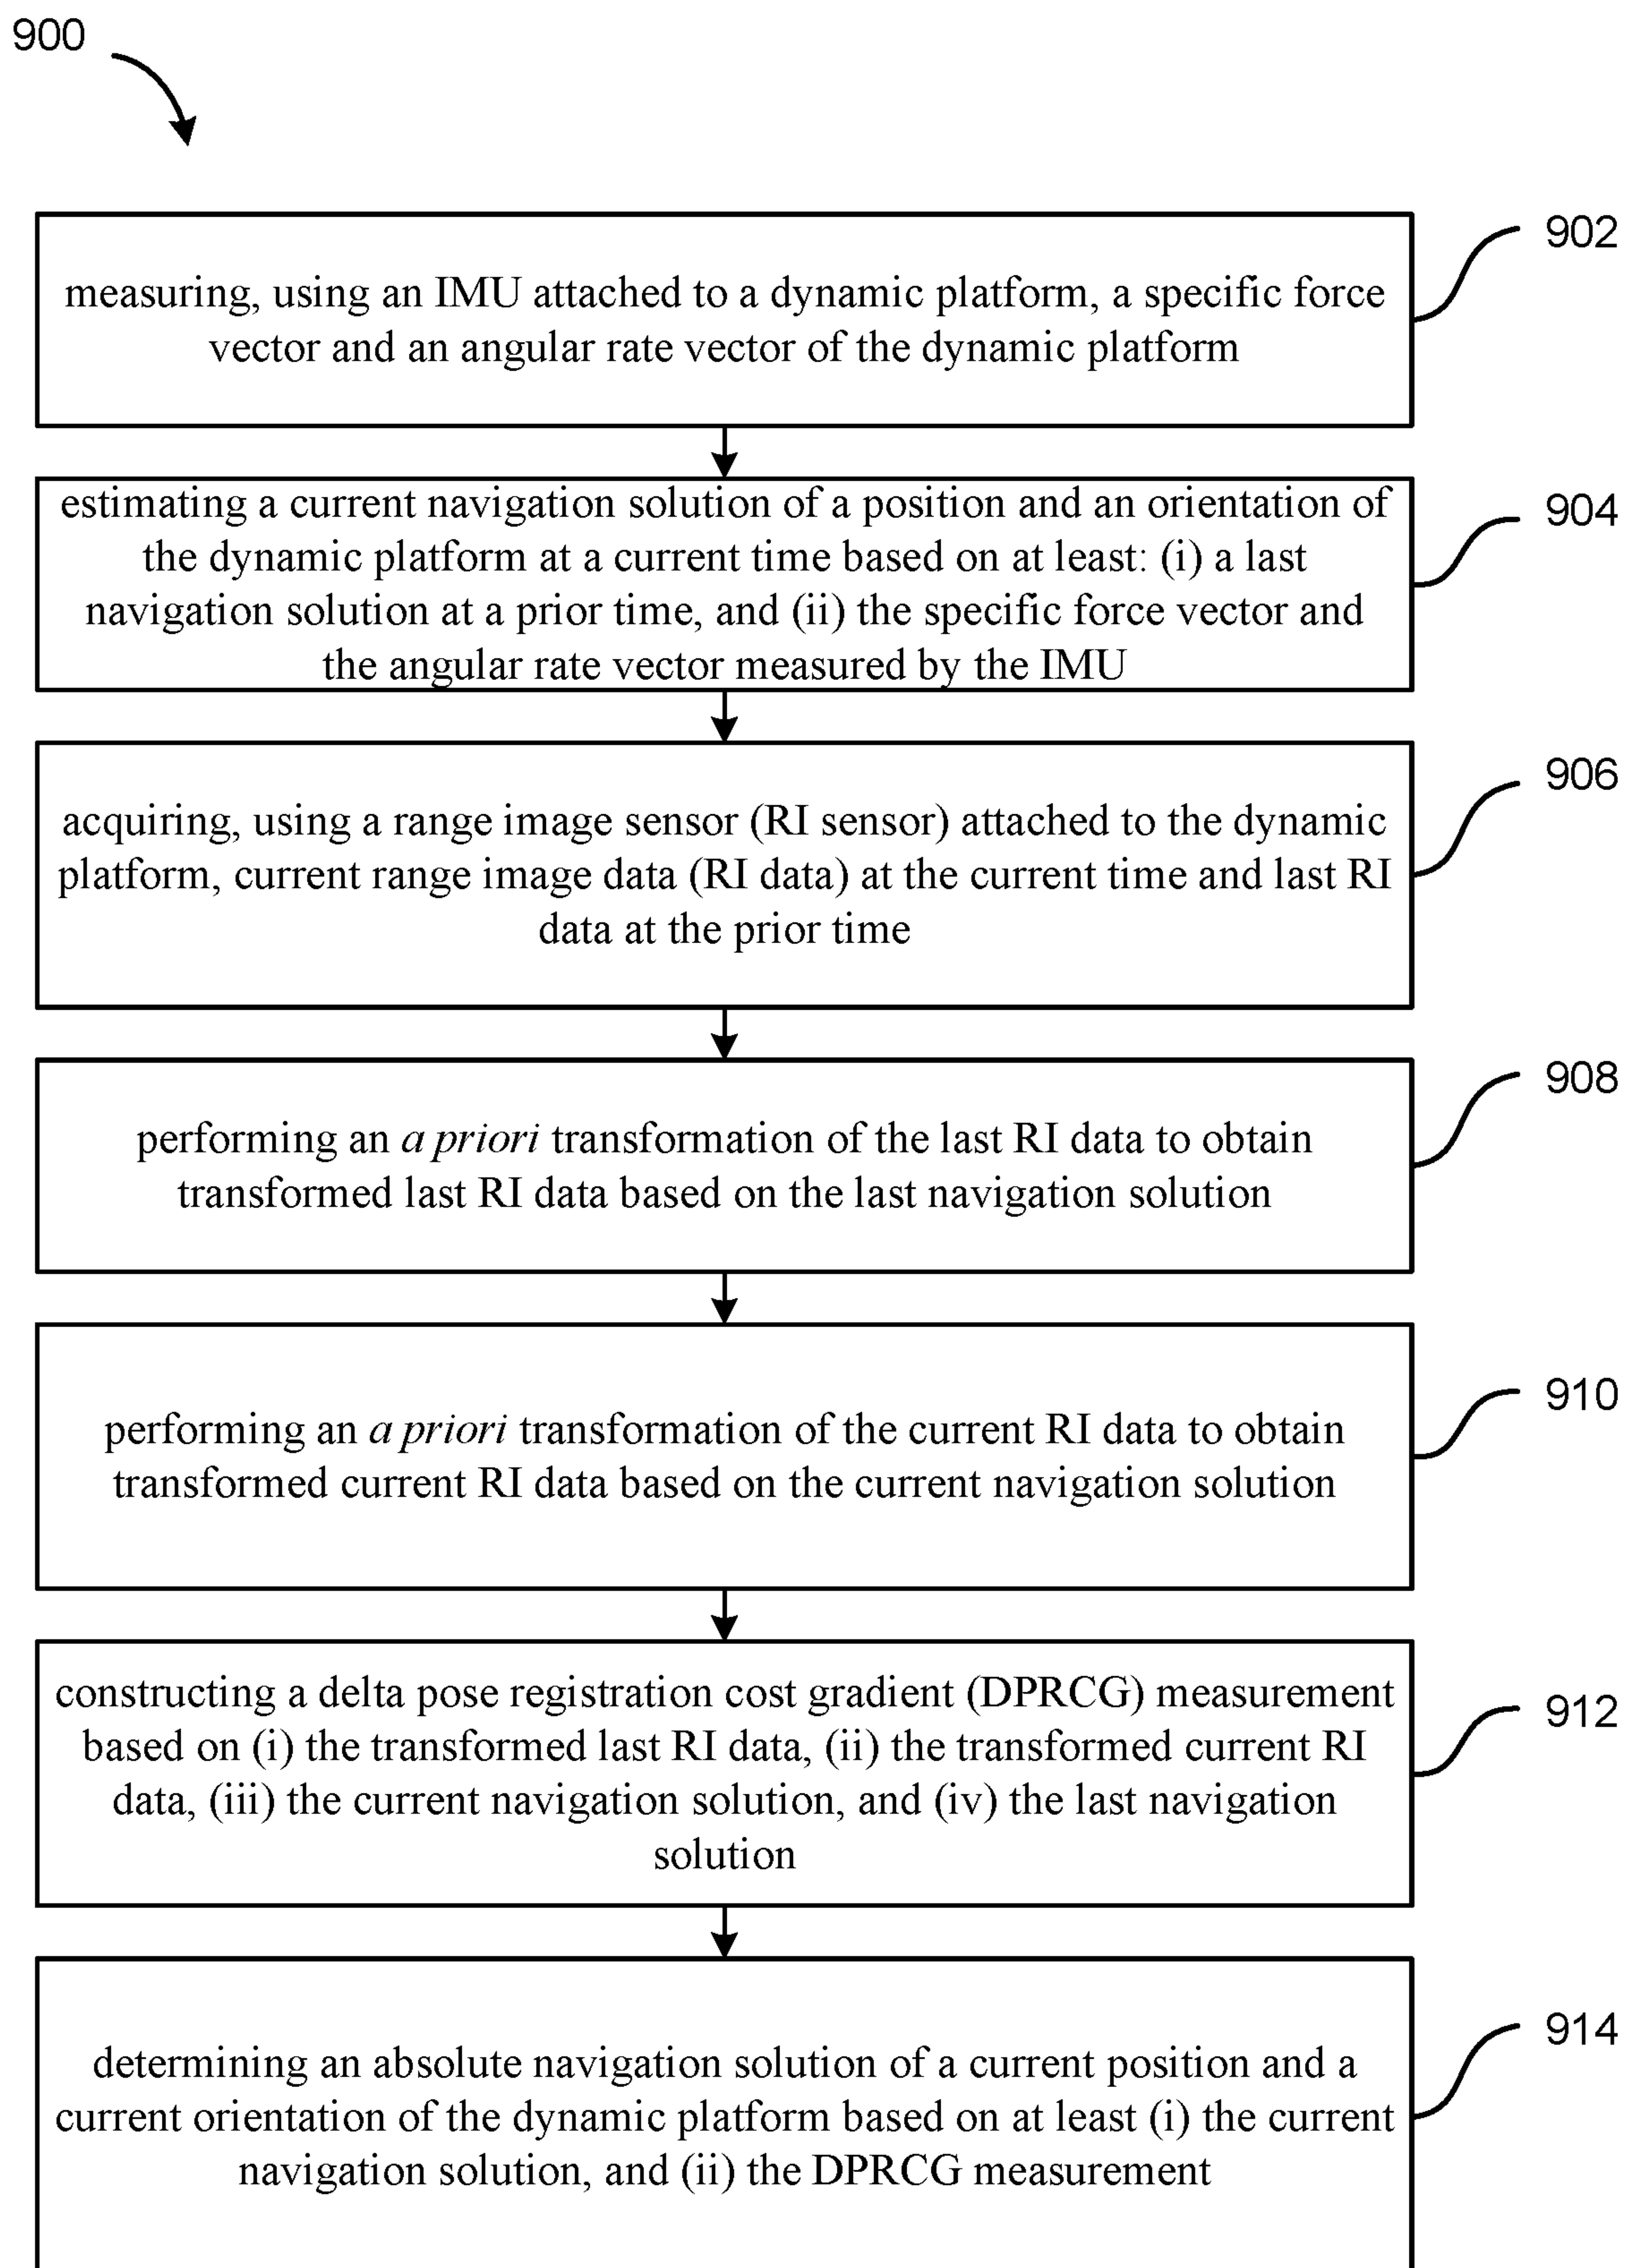 900
902
measuring, using an IMU attached to a dynamic platform, a specific force
vector and an angular rate vector of the dynamic platform
904
estimating a current navigation solution of a position and an orientation of
the dynamic platform at a current time based on at least: (i) a last
navigation solution at a prior time, and (ii) the specific force vector and
the angular rate vector measured by the IMU
906
acquiring, using a range image sensor (RI sensor) attached to the dynamic
platform, current range image data (RI data) at the current time and last RI
data at the prior time
908
performing an a priori transformation of the last RI data to obtain
transformed last RI data based on the last navigation solution
910
performing an a priori transformation of the current RI data to obtain
transformed current RI data based on the current navigation solution
912
constructing a delta pose registration cost gradient (DPRCG) measurement
based on (i) the transformed last RI data, (ii) the transformed current RI
data, (iii) the current navigation solution, and (iv) the last navigation
solution
914
determining an absolute navigation solution of a current position and a
current orientation of the dynamic platform based on at least (i) the current
navigation solution, and (ii) the DPRCG measurement